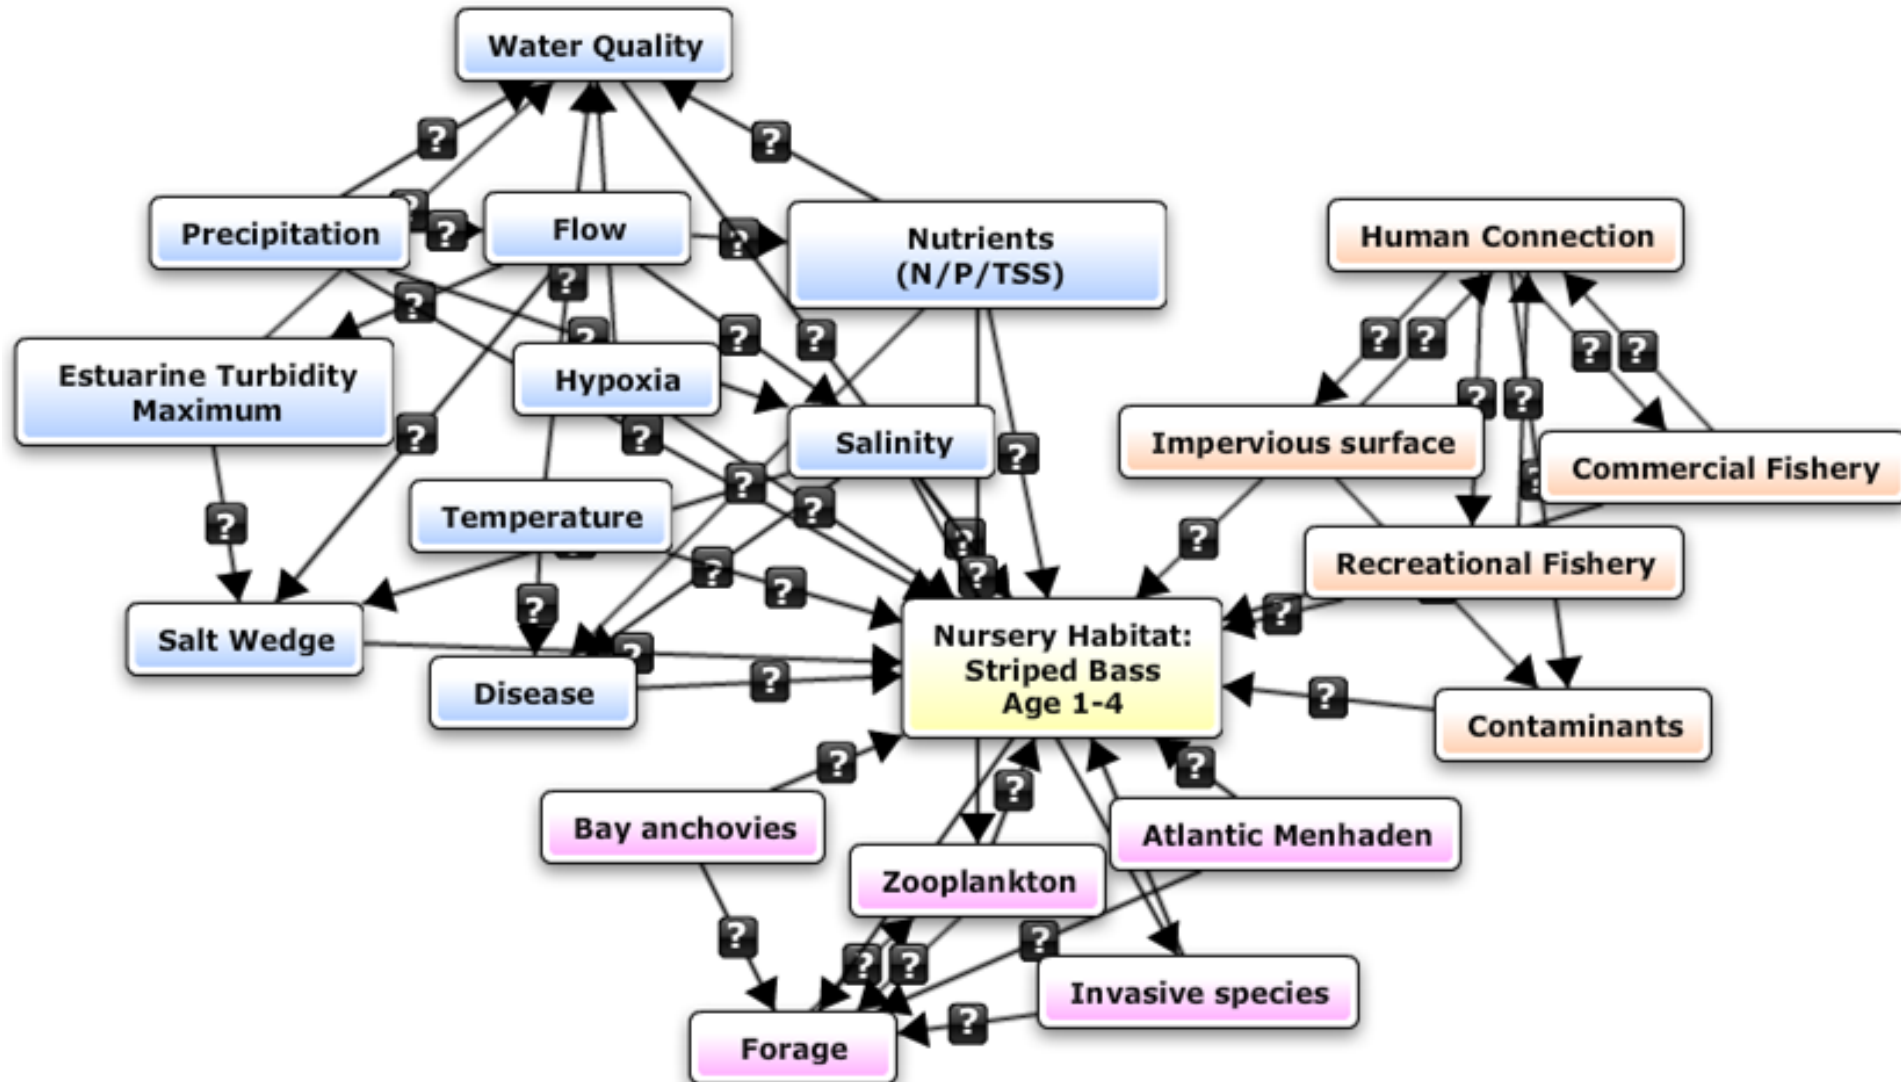 Water Quality
?
?
?
Precipitation
?
Flow
?
Nutrients
(N/P/TSS)
Human Connection
?
?
?
?
?
?
?
?
?
?
?
Estuarine Turbidity
Maximum
Hypoxia
?
?
Salinity
?
Impervious surface
?
Commercial Fishery
?
?
?
Temperature
?
?
?
?
?
?
Recreational Fishery
?
?
?
Salt Wedge
?
Nursery Habitat:
Striped Bass
Age 1-4
Disease
?
?
Contaminants
?
?
?
Bay anchovies
Atlantic Menhaden
Zooplankton
?
?
?
?
Invasive species
?
Forage